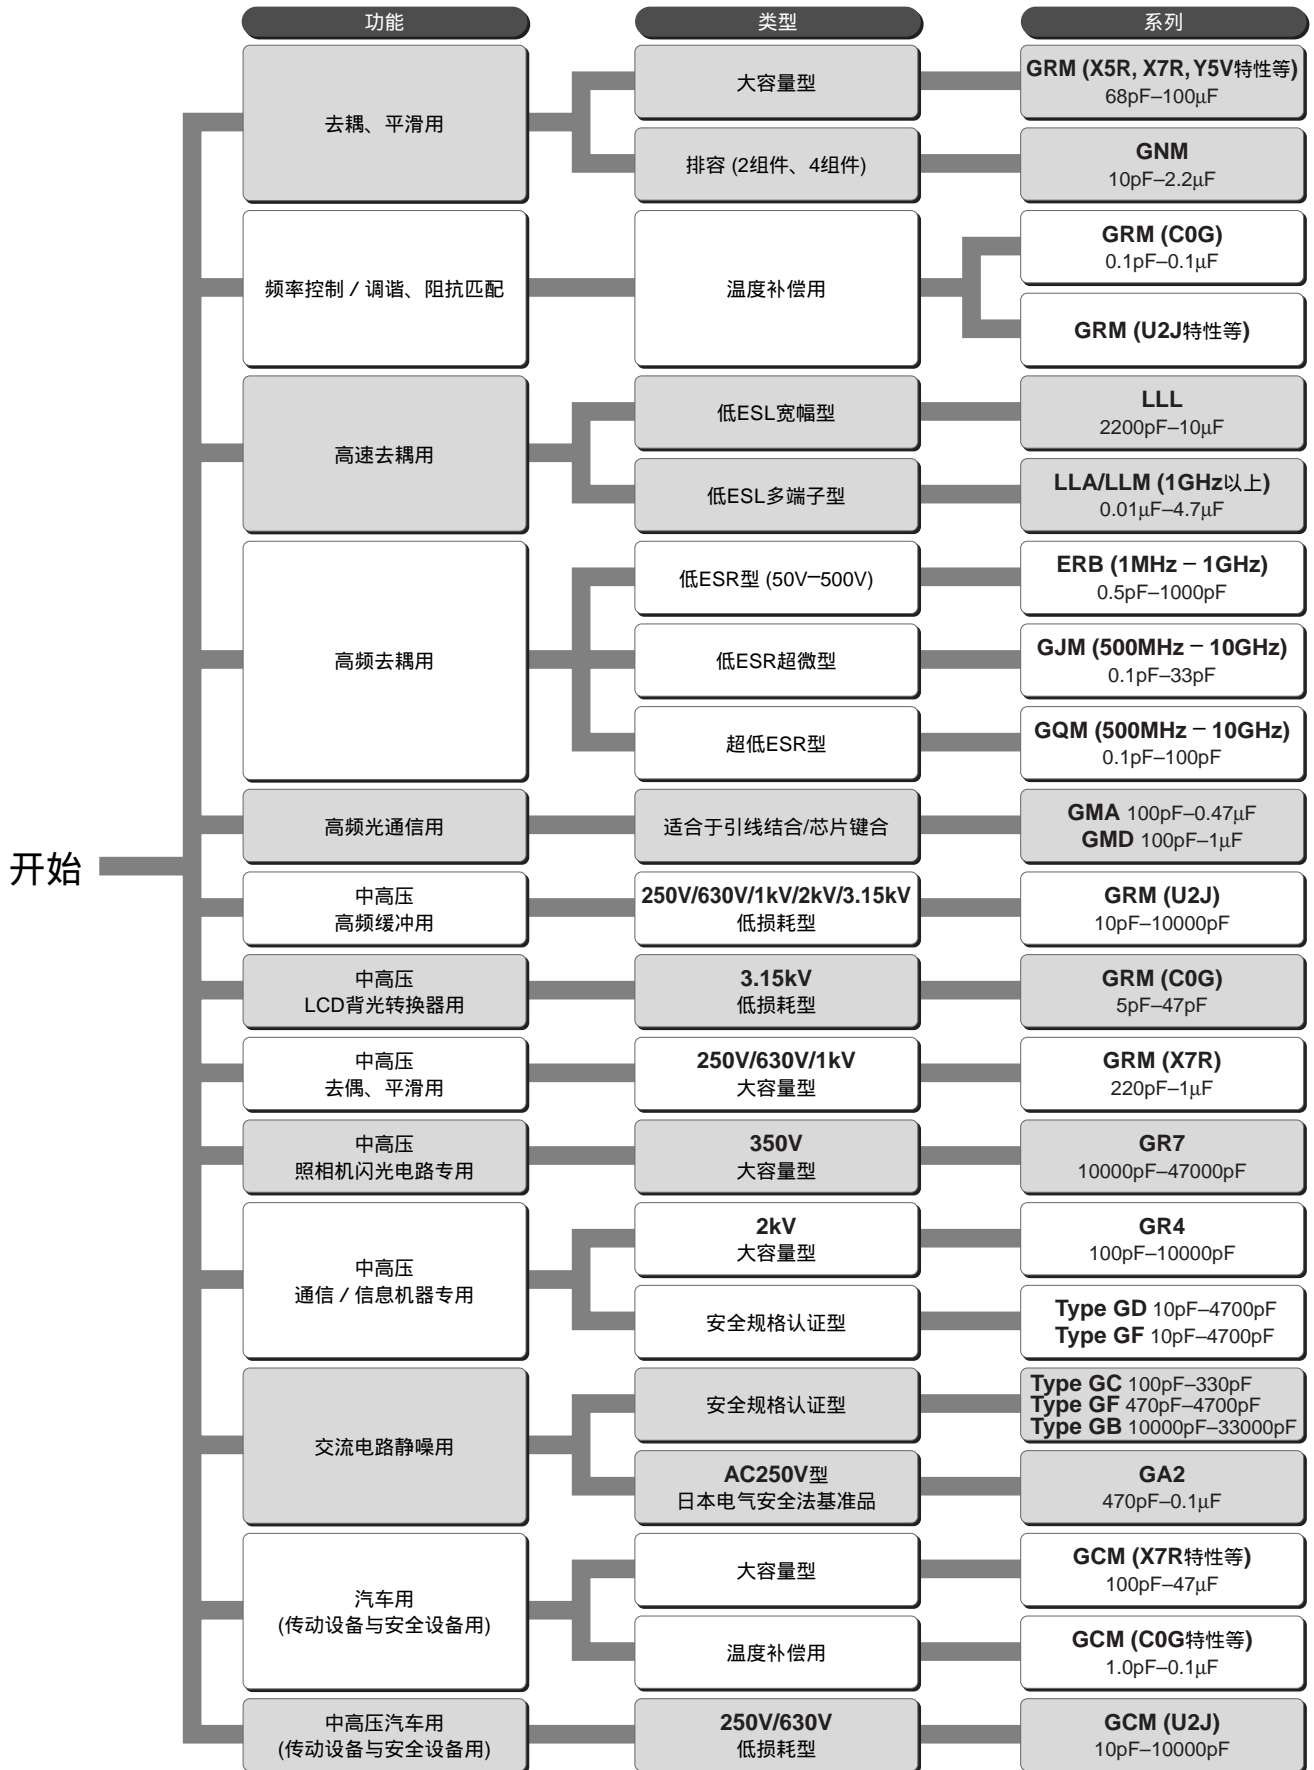 功能
类型
系列
去耦、平滑用
大容量型
GRM (X5R, X7R, Y5V特性等)
68pF–100μF
排容 (2组件、4组件)
GNM
10pF–2.2μF
频率控制 / 调谐、阻抗匹配
温度补偿用
GRM (C0G)
0.1pF–0.1μF
GRM (U2J特性等)
高速去耦用
低ESL宽幅型
LLL
2200pF–10μF
低ESL多端子型
LLA/LLM (1GHz以上)
0.01μF–4.7μF
高频去耦用
低ESR型 (50V–500V)
ERB (1MHz – 1GHz)
0.5pF–1000pF
低ESR超微型
GJM (500MHz – 10GHz)
0.1pF–33pF
超低ESR型
GQM (500MHz – 10GHz)
0.1pF–100pF
高频光通信用
适合于引线结合/芯片键合
GMA 100pF–0.47μF
GMD 100pF–1μF
开始
中高压
高频缓冲用
250V/630V/1kV/2kV/3.15kV
低损耗型
GRM (U2J)
10pF–10000pF
中高压
LCD背光转换器用
3.15kV
低损耗型
GRM (C0G)
5pF–47pF
中高压
去偶、平滑用
250V/630V/1kV
大容量型
GRM (X7R)
220pF–1μF
中高压
照相机闪光电路专用
350V
大容量型
GR7
10000pF–47000pF
中高压
通信 / 信息机器专用
2kV
大容量型
GR4
100pF–10000pF
安全规格认证型
Type GD 10pF–4700pF
Type GF 10pF–4700pF
交流电路静噪用
安全规格认证型
Type GC 100pF–330pF
Type GF 470pF–4700pF
Type GB 10000pF–33000pF
AC250V型
日本电气安全法基准品
GA2
470pF–0.1μF
汽车用
(传动设备与安全设备用)
大容量型
GCM (X7R特性等)
100pF–47μF
温度补偿用
GCM (C0G特性等)
1.0pF–0.1μF
中高压汽车用
(传动设备与安全设备用)
250V/630V
低损耗型
GCM (U2J)
10pF–10000pF